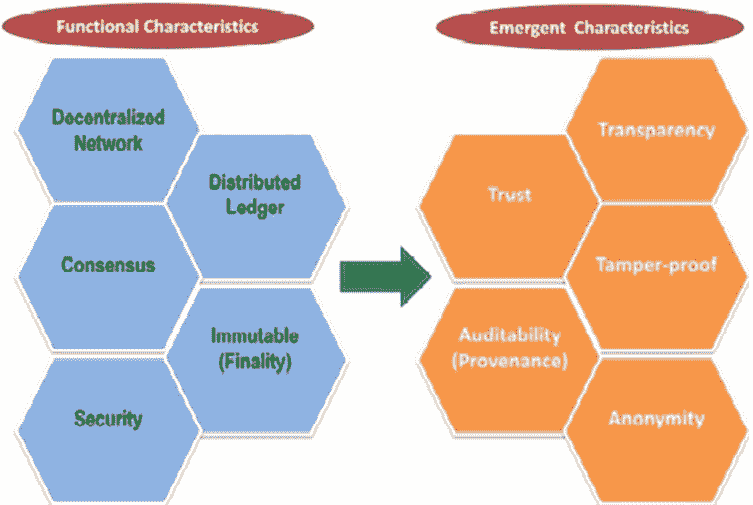 Functional Characteristics
Emergent Characteristics
Decentralized
Network
Distributed
Ledger
Consensus
Immutable
(Finality)
Security
Transparency
Trust
Tamper-proof
Auditability
(Provenance)
Anonymity